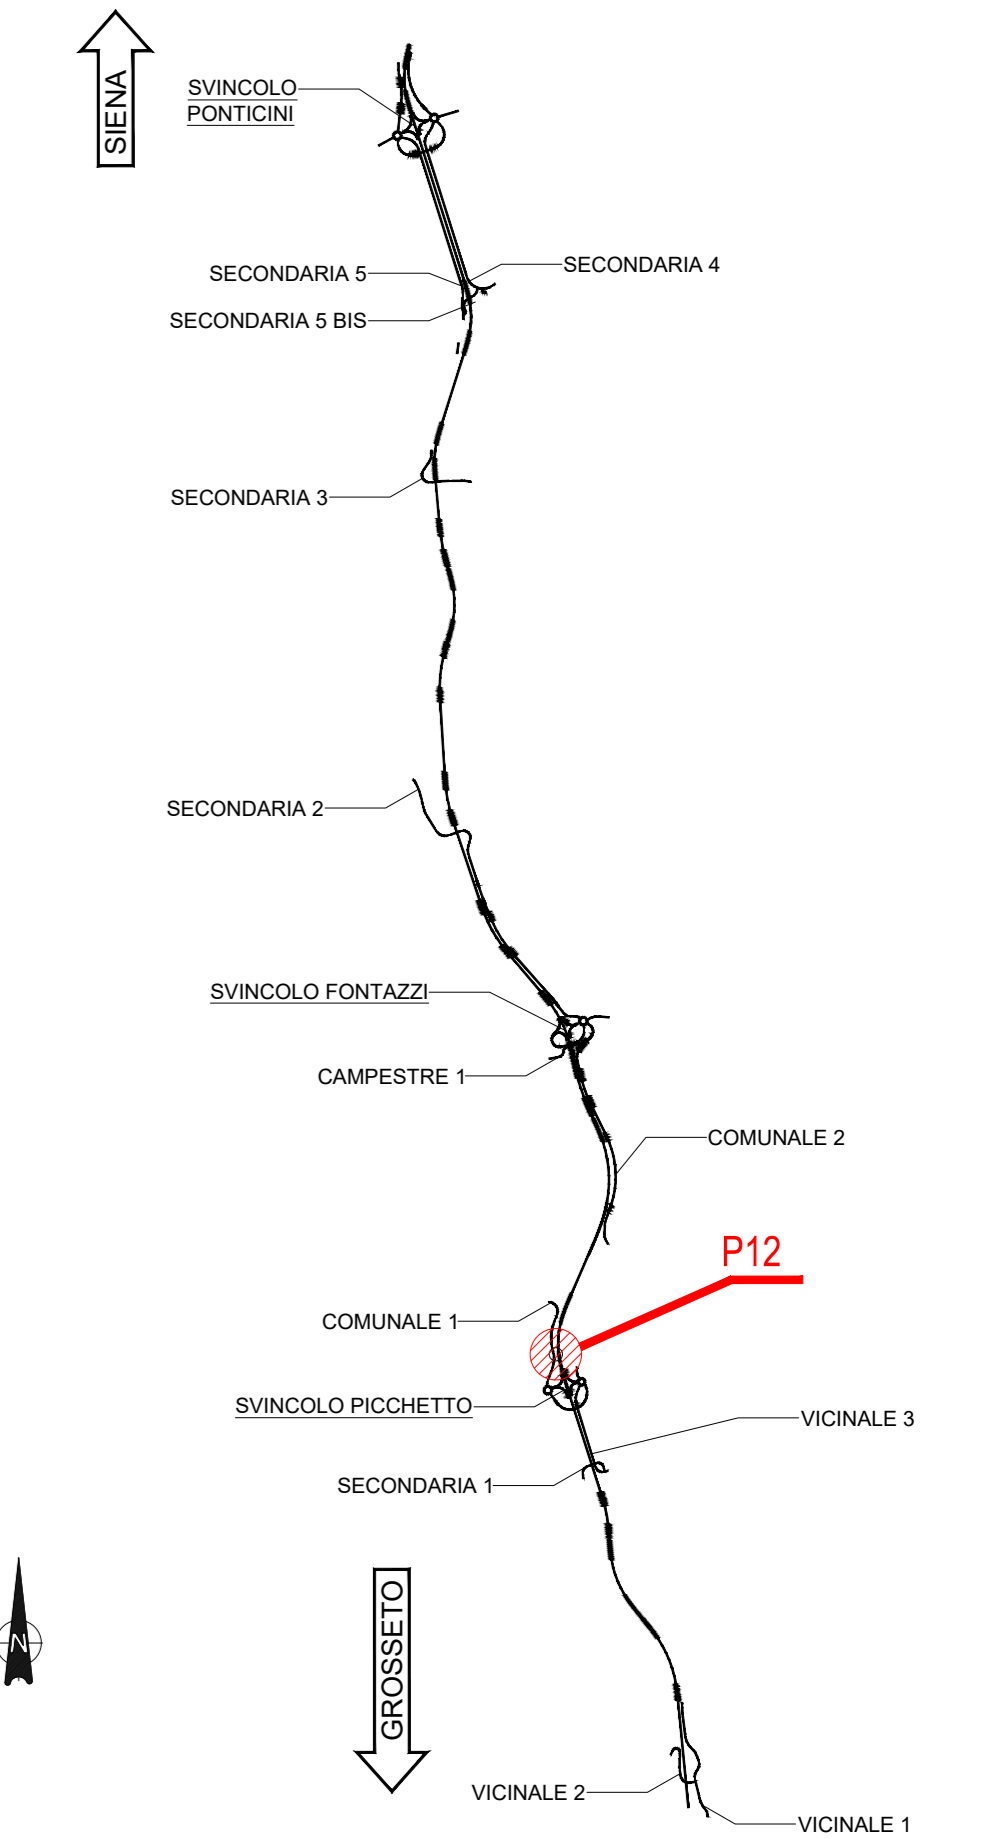 SIENA
SVINCOLO
PONTICINI
SECONDARIA 4
SECONDARIA 5
SECONDARIA 5 BIS
SECONDARIA 3
SECONDARIA 2
SVINCOLO FONTAZZI
CAMPESTRE 1
COMUNALE 2
P12
COMUNALE 1
SVINCOLO PICCHETTO
VICINALE 3
SECONDARIA 1
GROSSETO
N
VICINALE 2
VICINALE 1